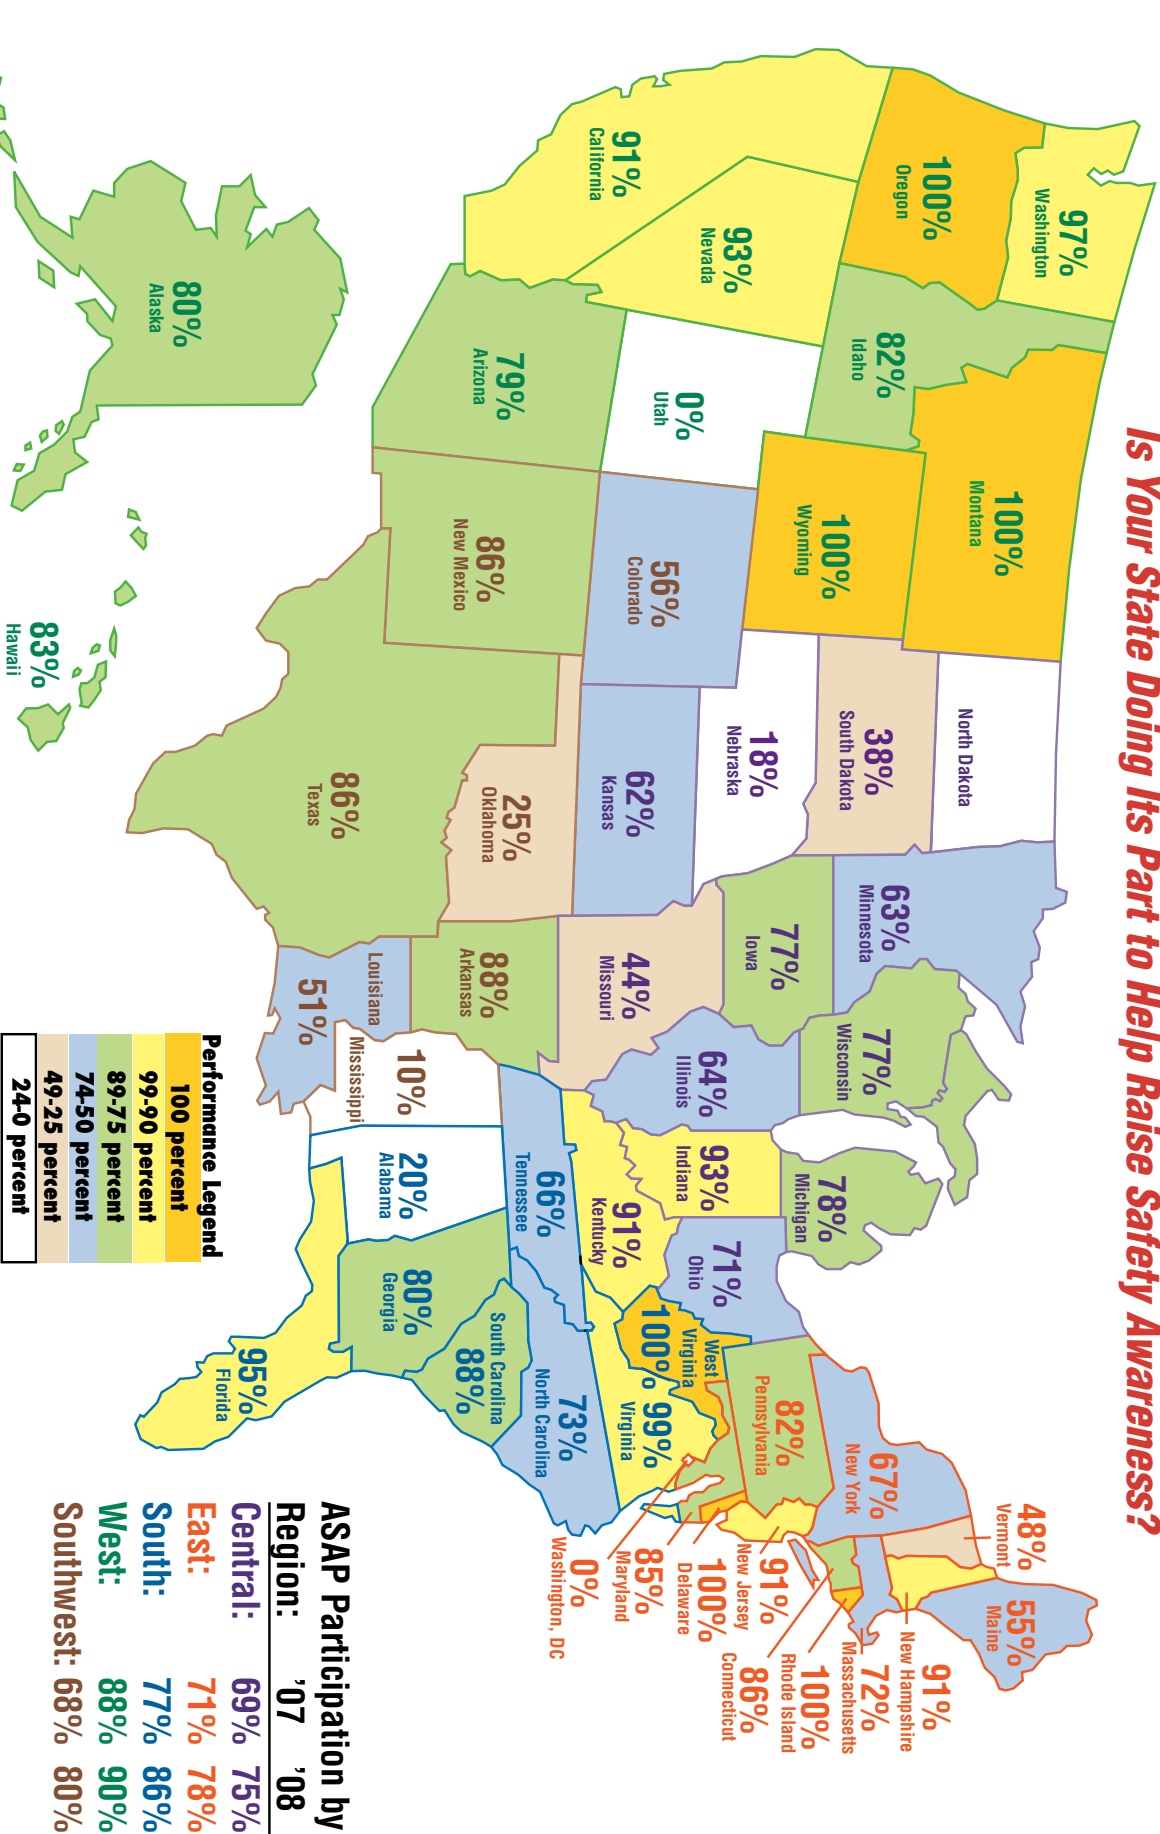 Is Your State Doing Its Part to Help Raise Safety Awareness?
97%
Washington
100%
Oregon
91%
California
93%
Nevada
82%
Idaho
100%
Montana
100%
Wyoming
0%
Utah
79%
Arizona
80%
Alaska
83%
Hawaii
56%
Colorado
86%
New Mexico
86%
Texas
25%
Oklahoma
88%
Arkansas
Louisiana
51%
10%
Mississippi
North Dakota
38%
South Dakota
18%
Nebraska
62%
Kansas
63%
Minnesota
77%
Iowa
44%
Missouri
77%
Wisconsin
64%
Illinois
78%
Michigan
93%
Indiana
71%
Ohio
91%
Kentucky
66%
Tennessee
20%
Alabama
80%
Georgia
95%
Florida
South Carolina
88%
73%
North Carolina
West
Virginia
100%
99%
Virginia
82%
Pennsylvania
67%
New York
48%
Vermont
55%
Maine
91%
New Hampshire
72%
Massachusetts
100%
Rhode Island
86%
Connecticut
91%
New Jersey
100%
Delaware
85%
Maryland
0%
Washington, DC
Performance Legend
100 percent
99-90 percent
89-75 percent
74-50 percent
49-25 percent
24-0 percent
ASAP Participation by
Region: '07 '08
Central: 69% 75%
East: 71% 78%
South: 77% 86%
West: 88% 90%
Southwest: 68% 80%